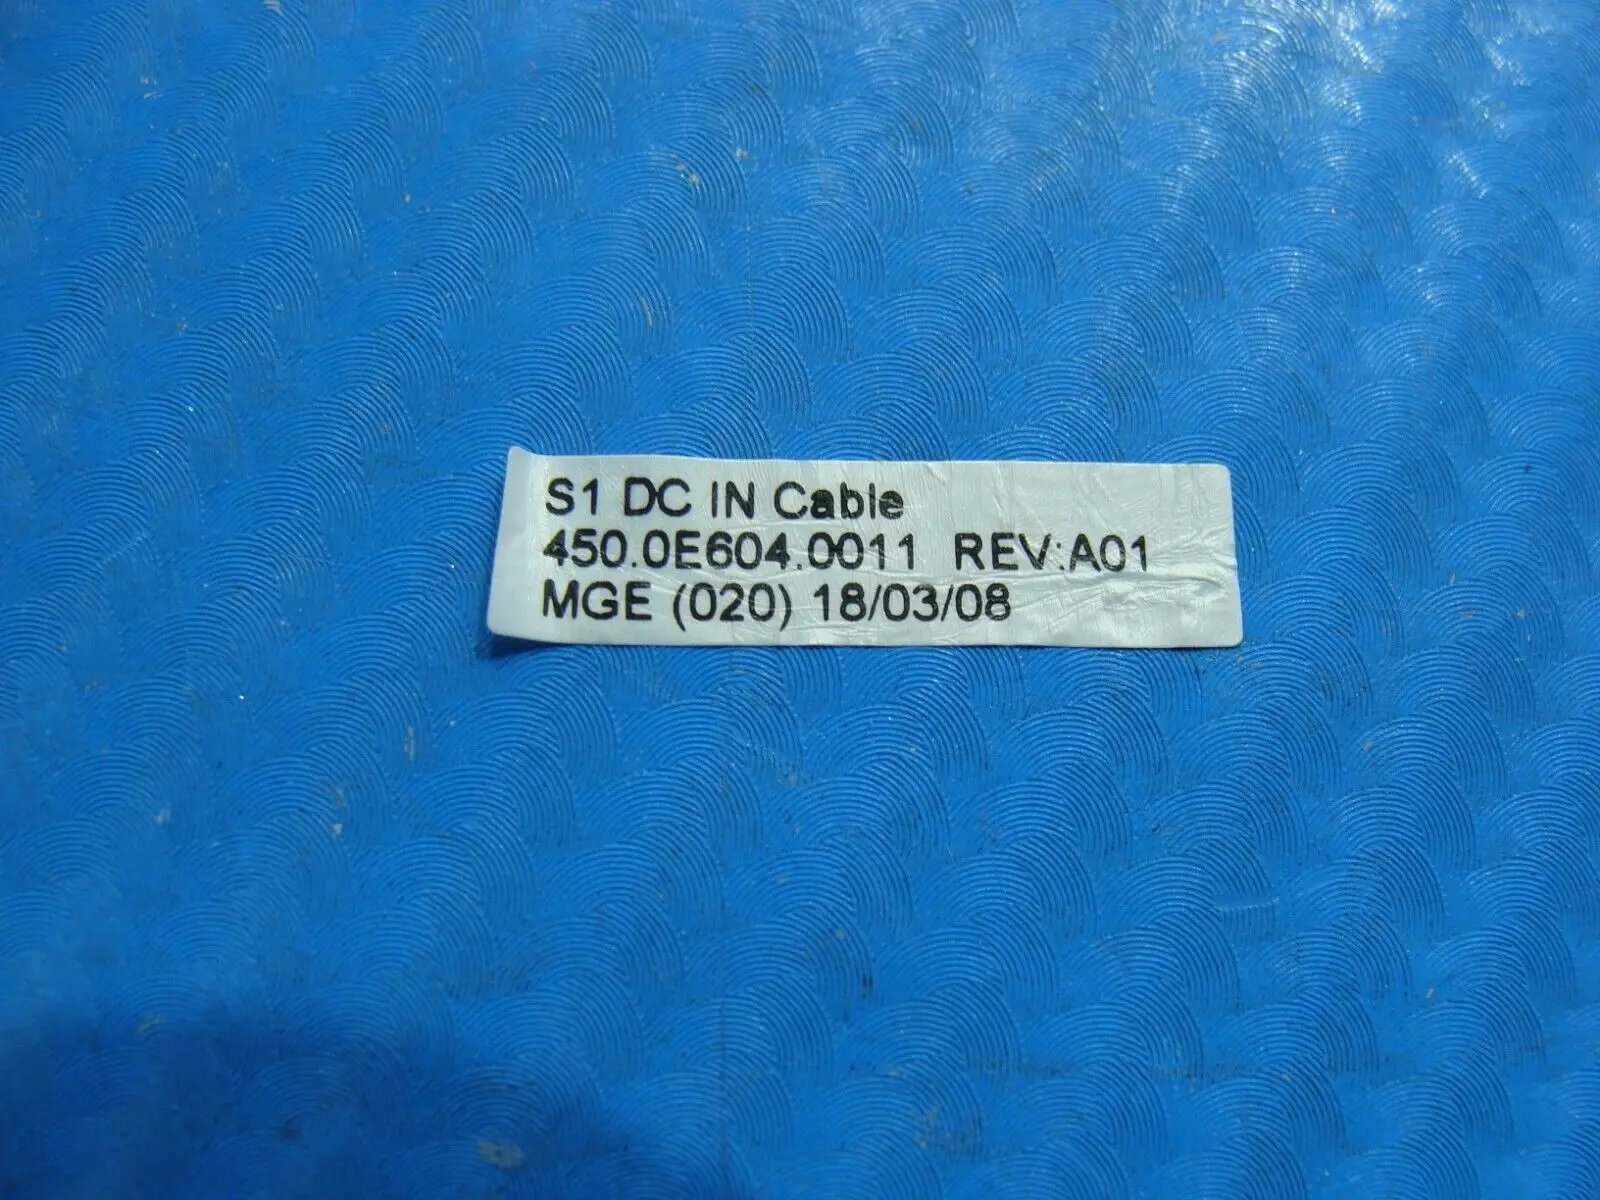 S1 DC IN Cable
450.0E604.0011 REV:A01
MGE (020) 18/03/08